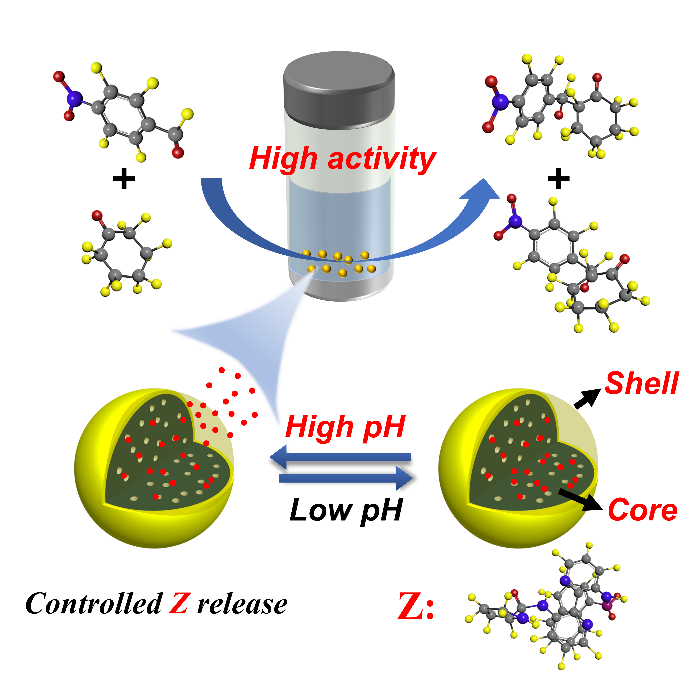 +
High activity
+
Shell
High pH
Low pH
Core
Controlled Z release
Z: